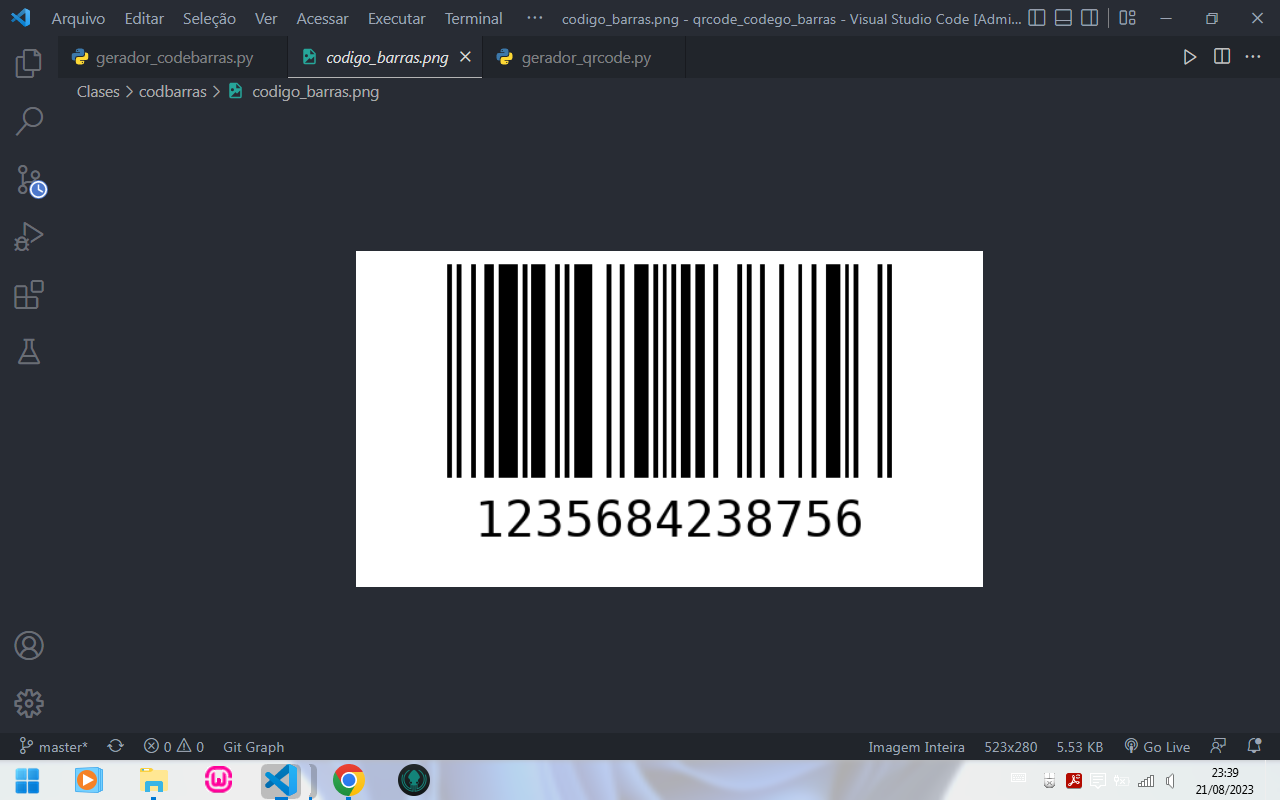 Arquivo Editar Seleção Ver Acessar Executar Terminal ··· codigo_barras.png - qrcode_codego_barras - Visual Studio Code [Admi...
gerador_codebarras.py codigo_barras.png gerador_qrcode.py
Clases > codbarras > codigo_barras.png
1235684238756
master* 0 0 Git Graph Imagem Inteira 523x280 5.53 KB Go Live
23:39
21/08/2023